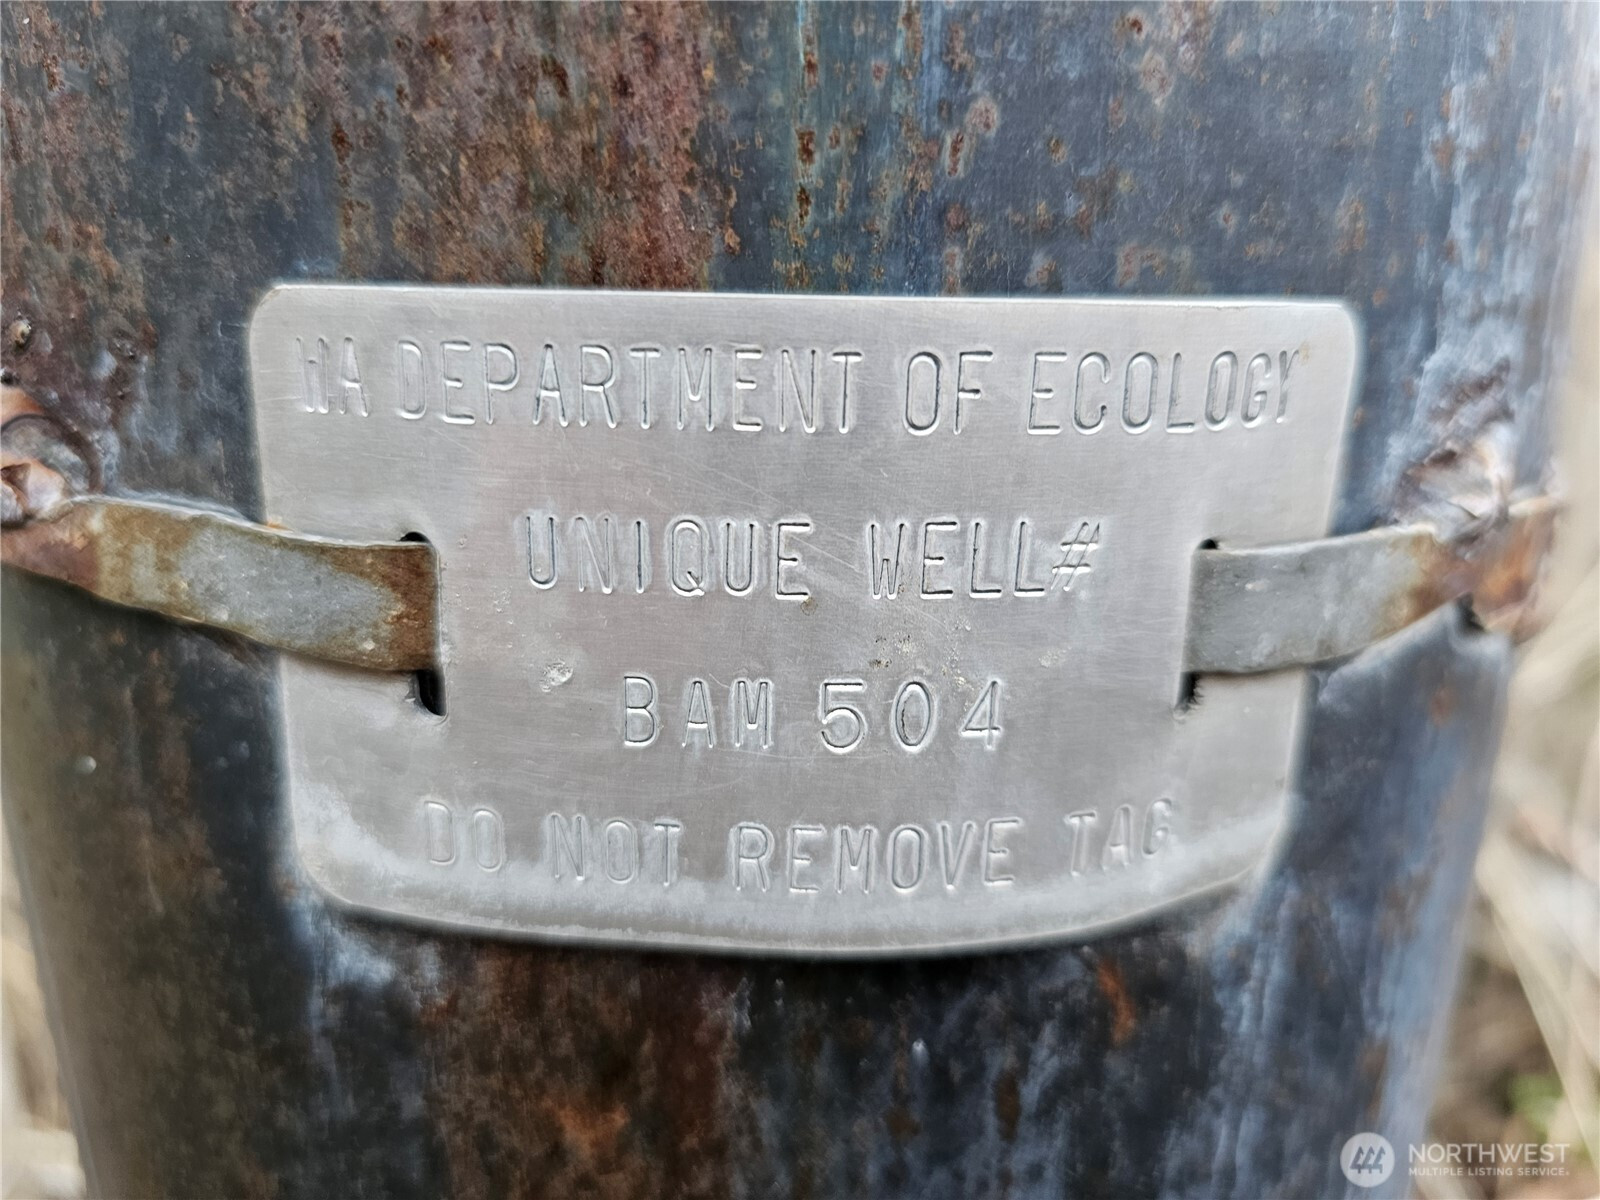 WA DEPARTMENT OF ECOLOGY
UNIQUE WELL#
BAM 504
DO NOT REMOVE TAG
NORTHWEST
MULTIPLE LISTING SERVICE